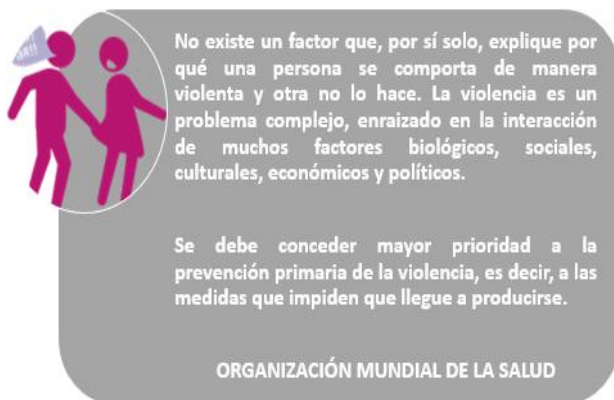 No existe un factor que, por sí solo, explique por
qué una persona se comporta de manera
violenta y otra no lo hace. La violencia es un
problema complejo, enraizado en la interacción
de muchos factores biológicos, sociales,
culturales, económicos y políticos.
Se debe conceder mayor prioridad a la
prevención primaria de la violencia, es decir, a las
medidas que impiden que llegue a producirse.
ORGANIZACIÓN MUNDIAL DE LA SALUD